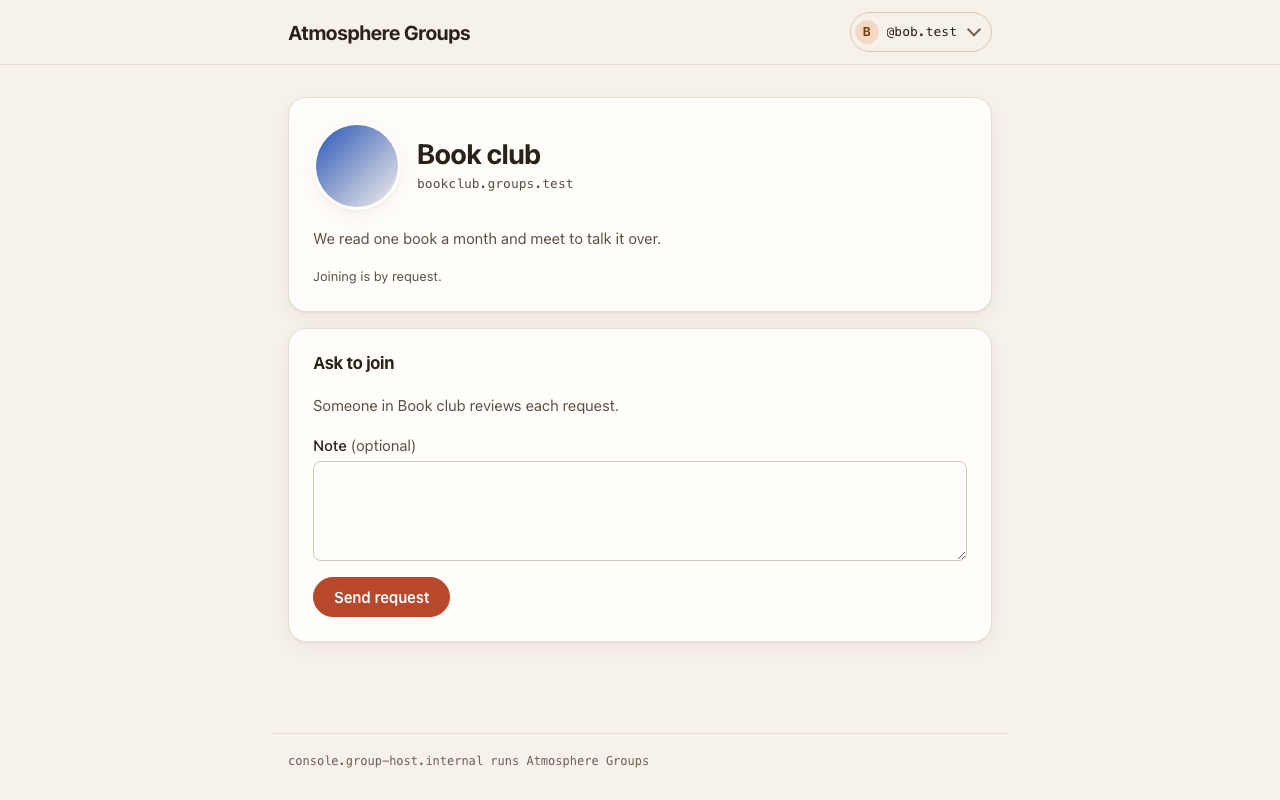 Atmosphere Groups
B @bob.test
Book club
bookclub.groups.test
We read one book a month and meet to talk it over.
Joining is by request.
Ask to join
Someone in Book club reviews each request.
Note (optional)
Send request
console.group-host.internal runs Atmosphere Groups